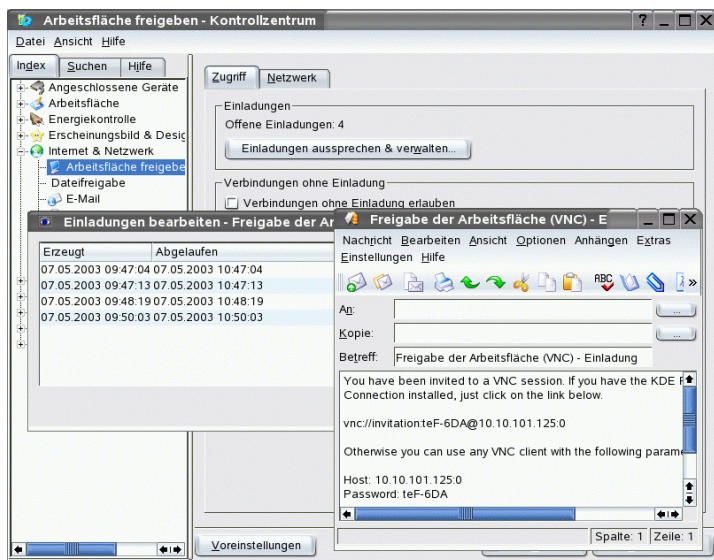 Arbeitsfläche freigeben - Kontrollzentrum
Datei Ansicht Hilfe
Index Suchen Hilfe
Angeschlossene Geräte
Arbeitsfläche
Energiekontrolle
Erscheinungsbild & Desig
Internet & Netzwerk
Arbeitsfläche freigebe
Dateifreigabe
E-Mail
Zugriff Netzwerk
Einladungen
Offene Einladungen: 4
Einladungen aussprechen & verwalten...
Verbindungen ohne Einladung
Verbindungen ohne Einladung erlauben
Einladungen bearbeiten - Freigabe der Ar
Erzeugt Abgelaufen
07.05.2003 09:47:04 07.05.2003 10:47:04
07.05.2003 09:47:13 07.05.2003 10:47:13
07.05.2003 09:48:19 07.05.2003 10:48:19
07.05.2003 09:50:03 07.05.2003 10:50:03
Freigabe der Arbeitsfläche (VNC) - E
Nachricht Bearbeiten Ansicht Optionen Anhängen Extras
Einstellungen Hilfe
ABC
An: ...
Kopie: ...
Betreff: Freigabe der Arbeitsfläche (VNC) - Einladung
You have been invited to a VNC session. If you have the KDE
Connection installed, just click on the link below.
vnc://invitation:teF-6DA@10.10.101.125:0
Otherwise you can use any VNC client with the following parame
Host: 10.10.101.125:0
Password: teF-6DA
Spalte: 1 Zeile: 1
Voreinstellungen